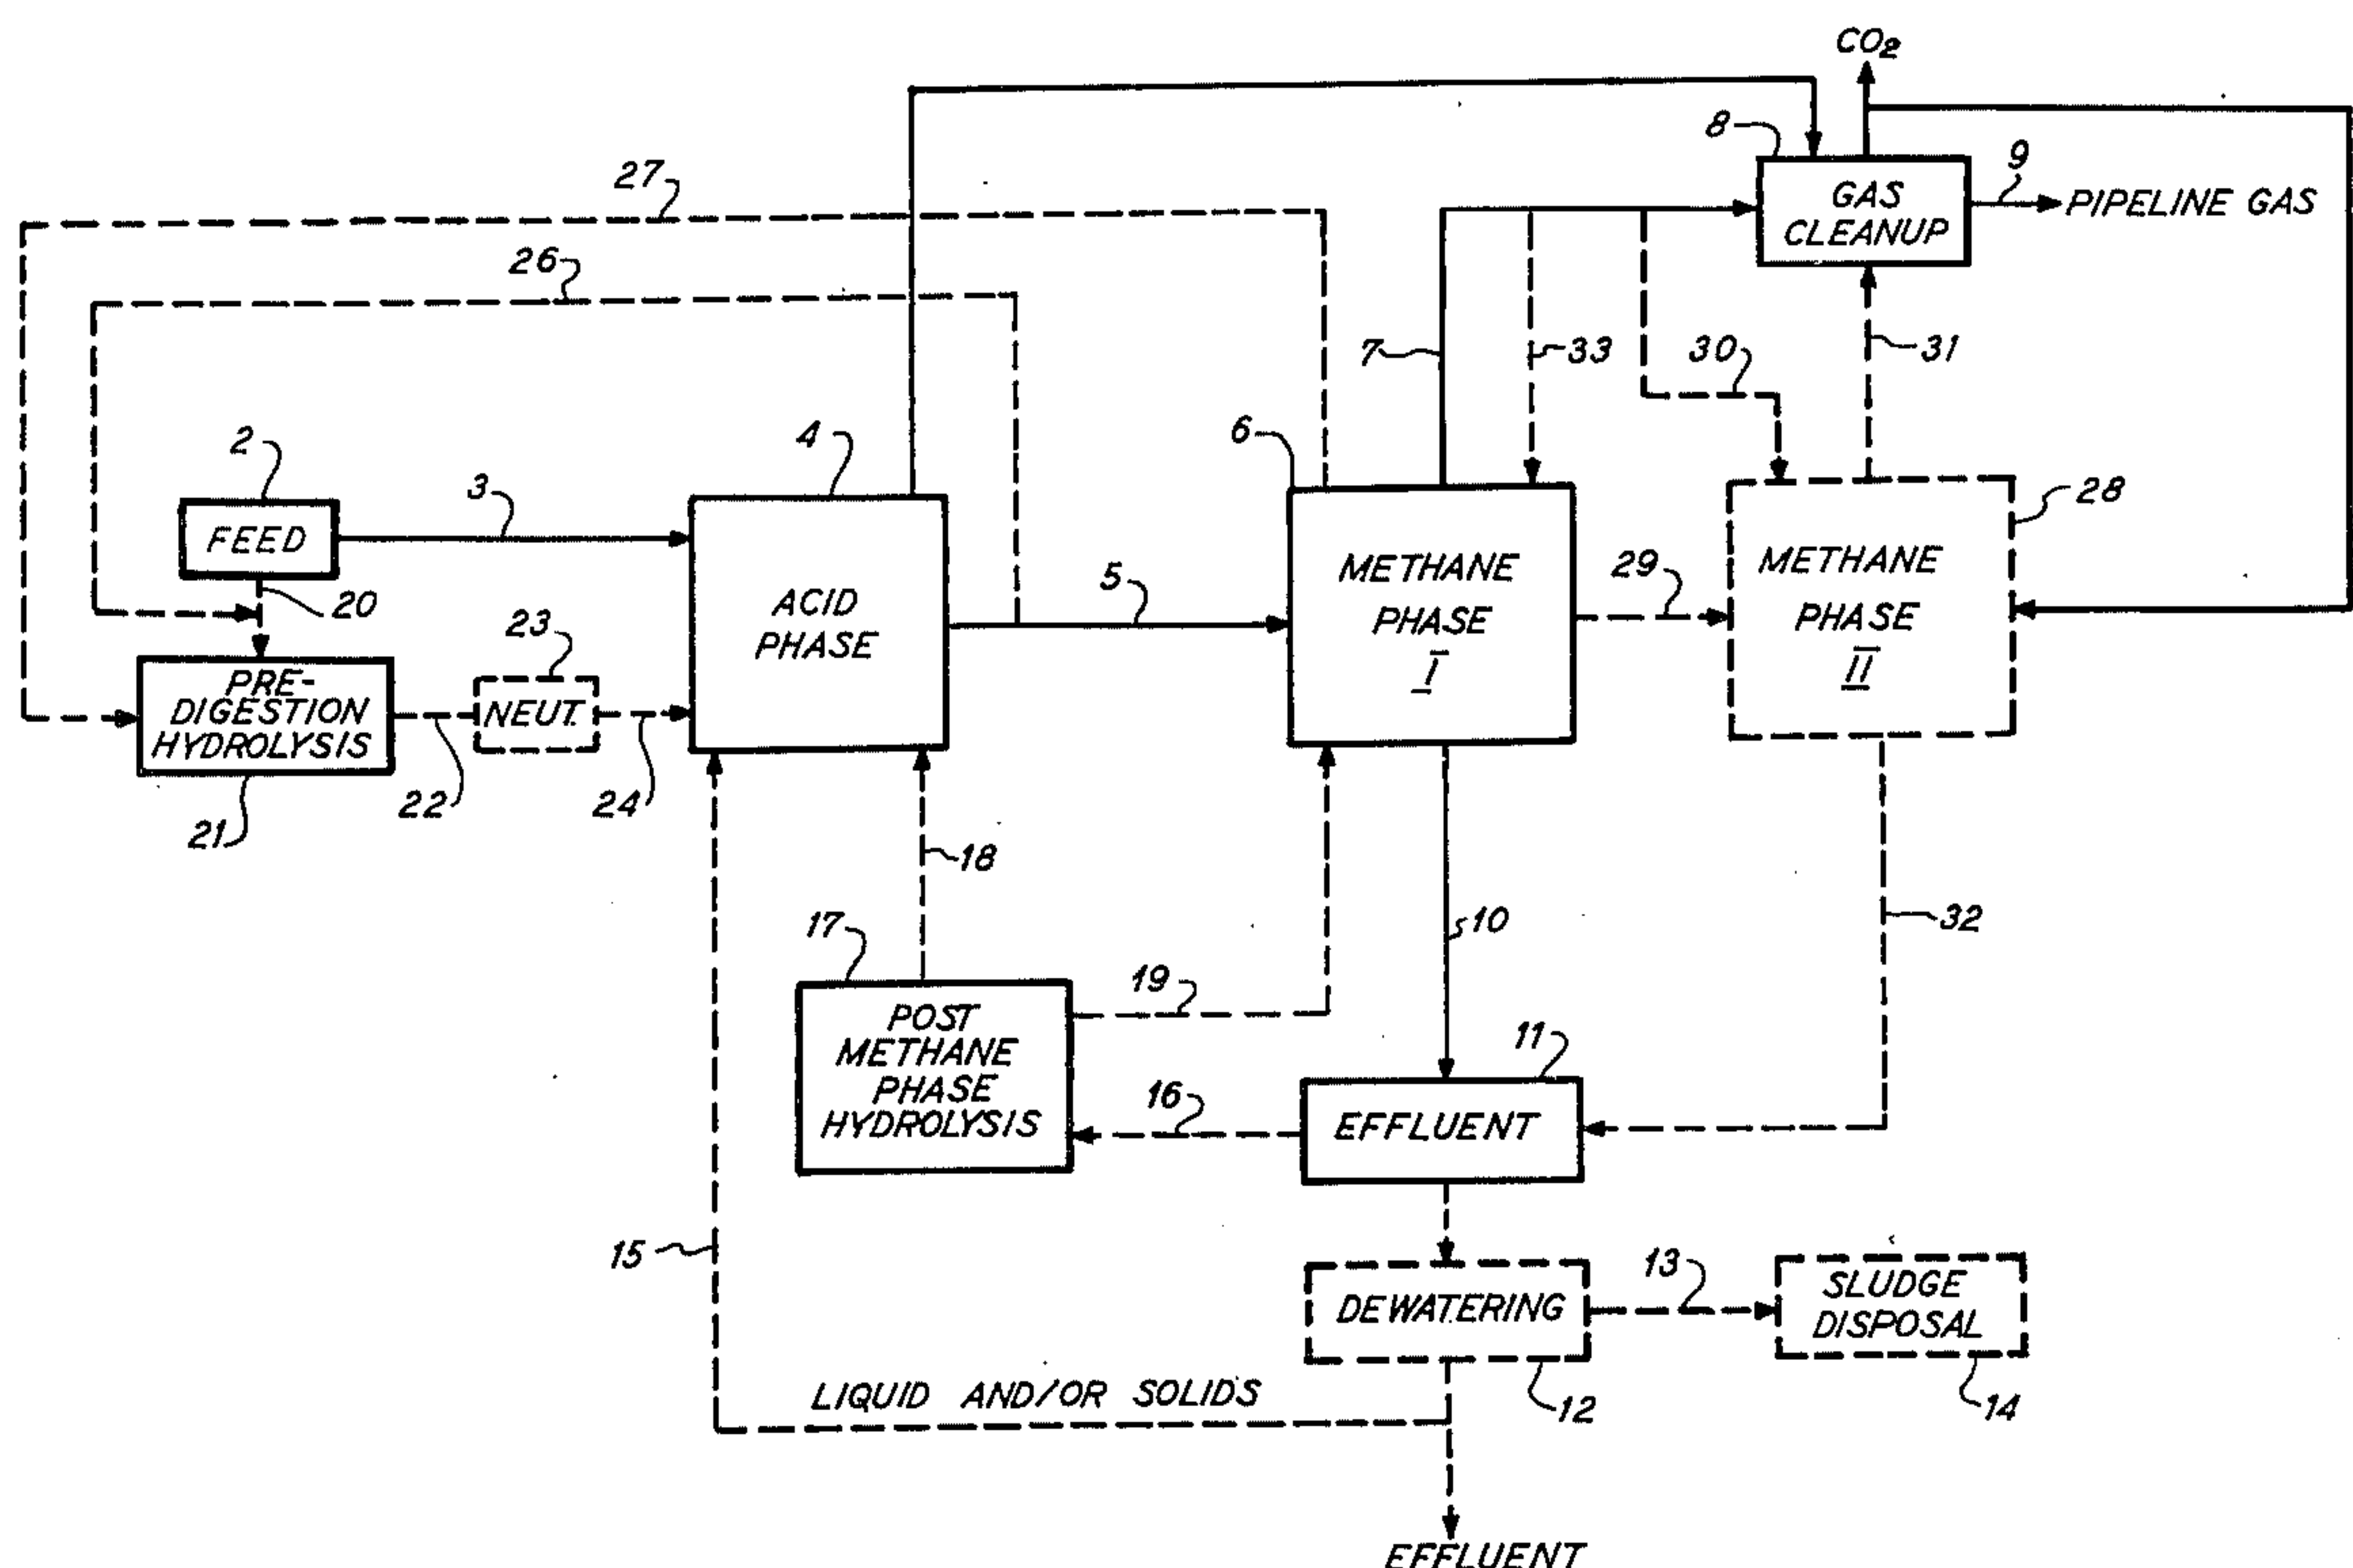 CO2
8
9
27
GAS
CLEANUP
PIPELINE GAS
26
7
33
30
31
2
3
4
6
28
FEED
5
29
20
23
ACID
PHASE
METHANE
PHASE
I
METHANE
PHASE
II
PRE-
DIGESTION
HYDROLYSIS
NEUT.
21
22
24
18
17
10
32
19
POST
METHANE
PHASE
HYDROLYSIS
11
16
EFFLUENT
15
13
DEWATERING
SLUDGE
DISPOSAL
LIQUID AND/OR SOLIDS
12
14
EFFLUENT